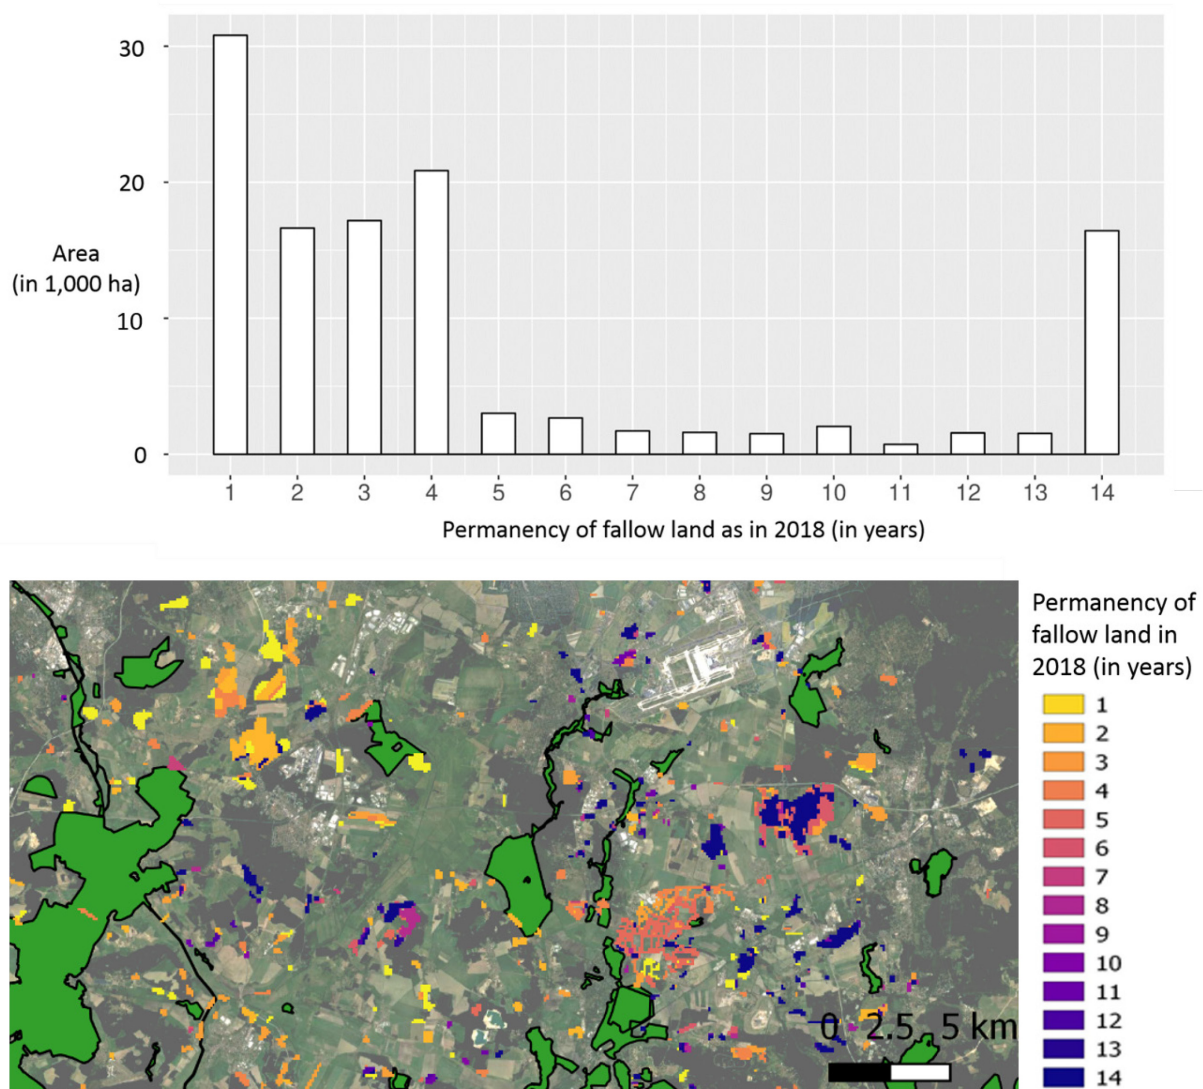 30
20
Area
(in 1,000 ha)
10
0
1 2 3 4 5 6 7 8 9 10 11 12 13 14
Permanency of fallow land as in 2018 (in years)
Permanency of
fallow land in
2018 (in years)
1
2
3
4
5
6
7
8
9
10
11
12
13
14
0 2.5 5 km